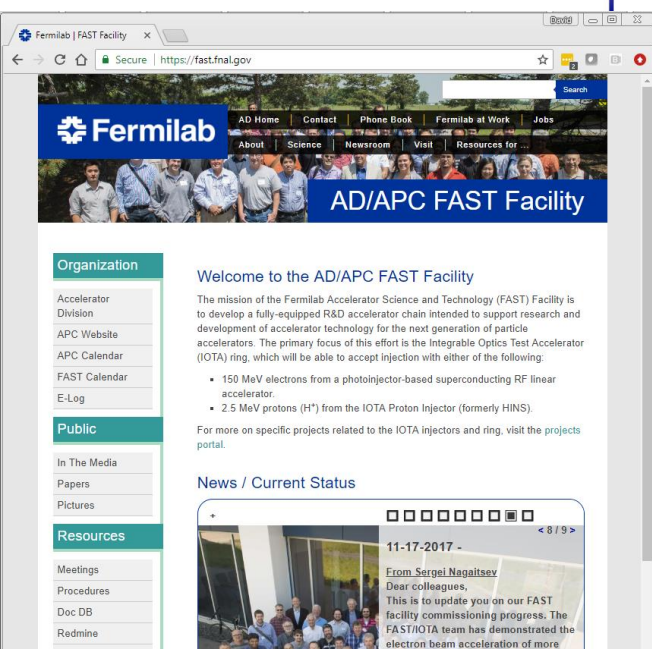 David
Fermilab | FAST Facility
Secure | https://fast.fnal.gov
2
Search
Fermilab
AD Home | Contact | Phone Book | Fermilab at Work | Jobs
About | Science | Newsroom | Visit | Resources for ...
AD/APC FAST Facility
Organization
Accelerator
Division
APC Website
APC Calendar
FAST Calendar
E-Log
Public
In The Media
Papers
Pictures
Resources
Meetings
Procedures
Doc DB
Redmine
Welcome to the AD/APC FAST Facility
The mission of the Fermilab Accelerator Science and Technology (FAST) Facility is
to develop a fully-equipped R&D accelerator chain intended to support research and
development of accelerator technology for the next generation of particle
accelerators. The primary focus of this effort is the Integrable Optics Test Accelerator
(IOTA) ring, which will be able to accept injection with either of the following:
▪ 150 MeV electrons from a photoinjector-based superconducting RF linear
accelerator.
▪ 2.5 MeV protons (H⁺) from the IOTA Proton Injector (formerly HINS).
For more on specific projects related to the IOTA injectors and ring, visit the projects
portal.
News / Current Status
+
< 8 / 9 >
11-17-2017 -
From Sergei Nagaitsev
Dear colleagues,
This is to update you on our FAST
facility commissioning progress. The
FAST/IOTA team has demonstrated the
electron beam acceleration of more